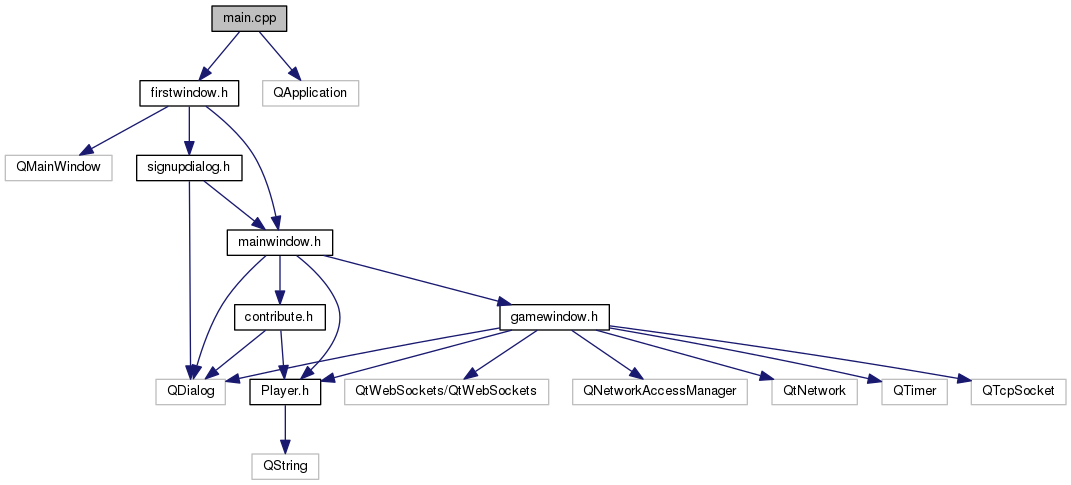 main.cpp
firstwindow.h
QApplication
QMainWindow
signupdialog.h
mainwindow.h
contribute.h
gamewindow.h
QDialog
Player.h
QtWebSockets/QtWebSockets
QNetworkAccessManager
QtNetwork
QTimer
QTcpSocket
QString